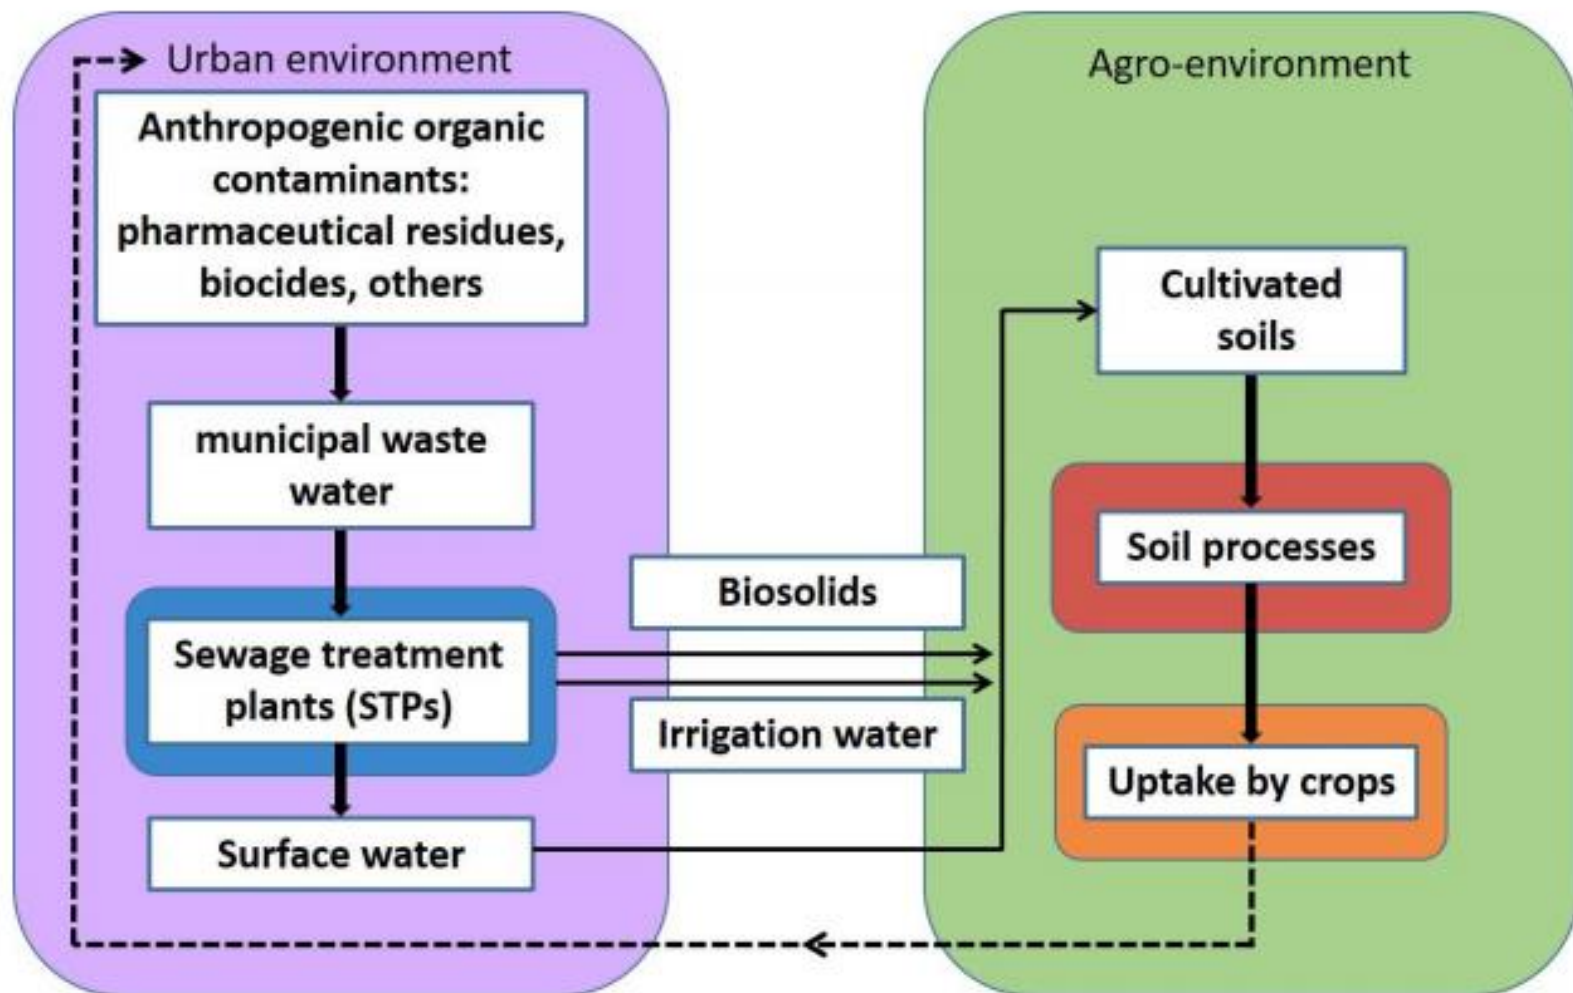 Urban environment
Anthropogenic organic
contaminants:
pharmaceutical residues,
biocides, others
municipal waste
water
Sewage treatment
plants (STPs)
Surface water
Biosolids
Irrigation water
Agro-environment
Cultivated
soils
Soil processes
Uptake by crops